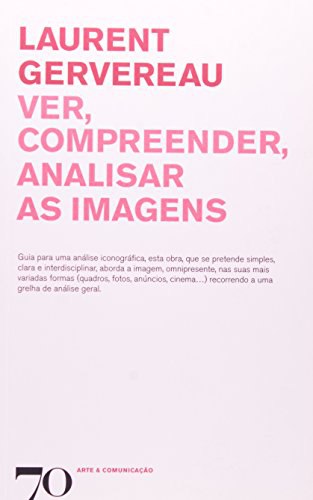 LAURENT
GERVEREAU
VER,
COMPREENDER,
ANALISAR
AS IMAGENS
Guia para uma análise iconográfica, esta obra, que se pretende simples,
clara e interdisciplinar, aborda a imagem, omnipresente, nas suas mais
variadas formas (quadros, fotos, anúncios, cinema...) recorrendo a uma
grelha de análise geral.
70 ARTE & COMUNICAÇÃO